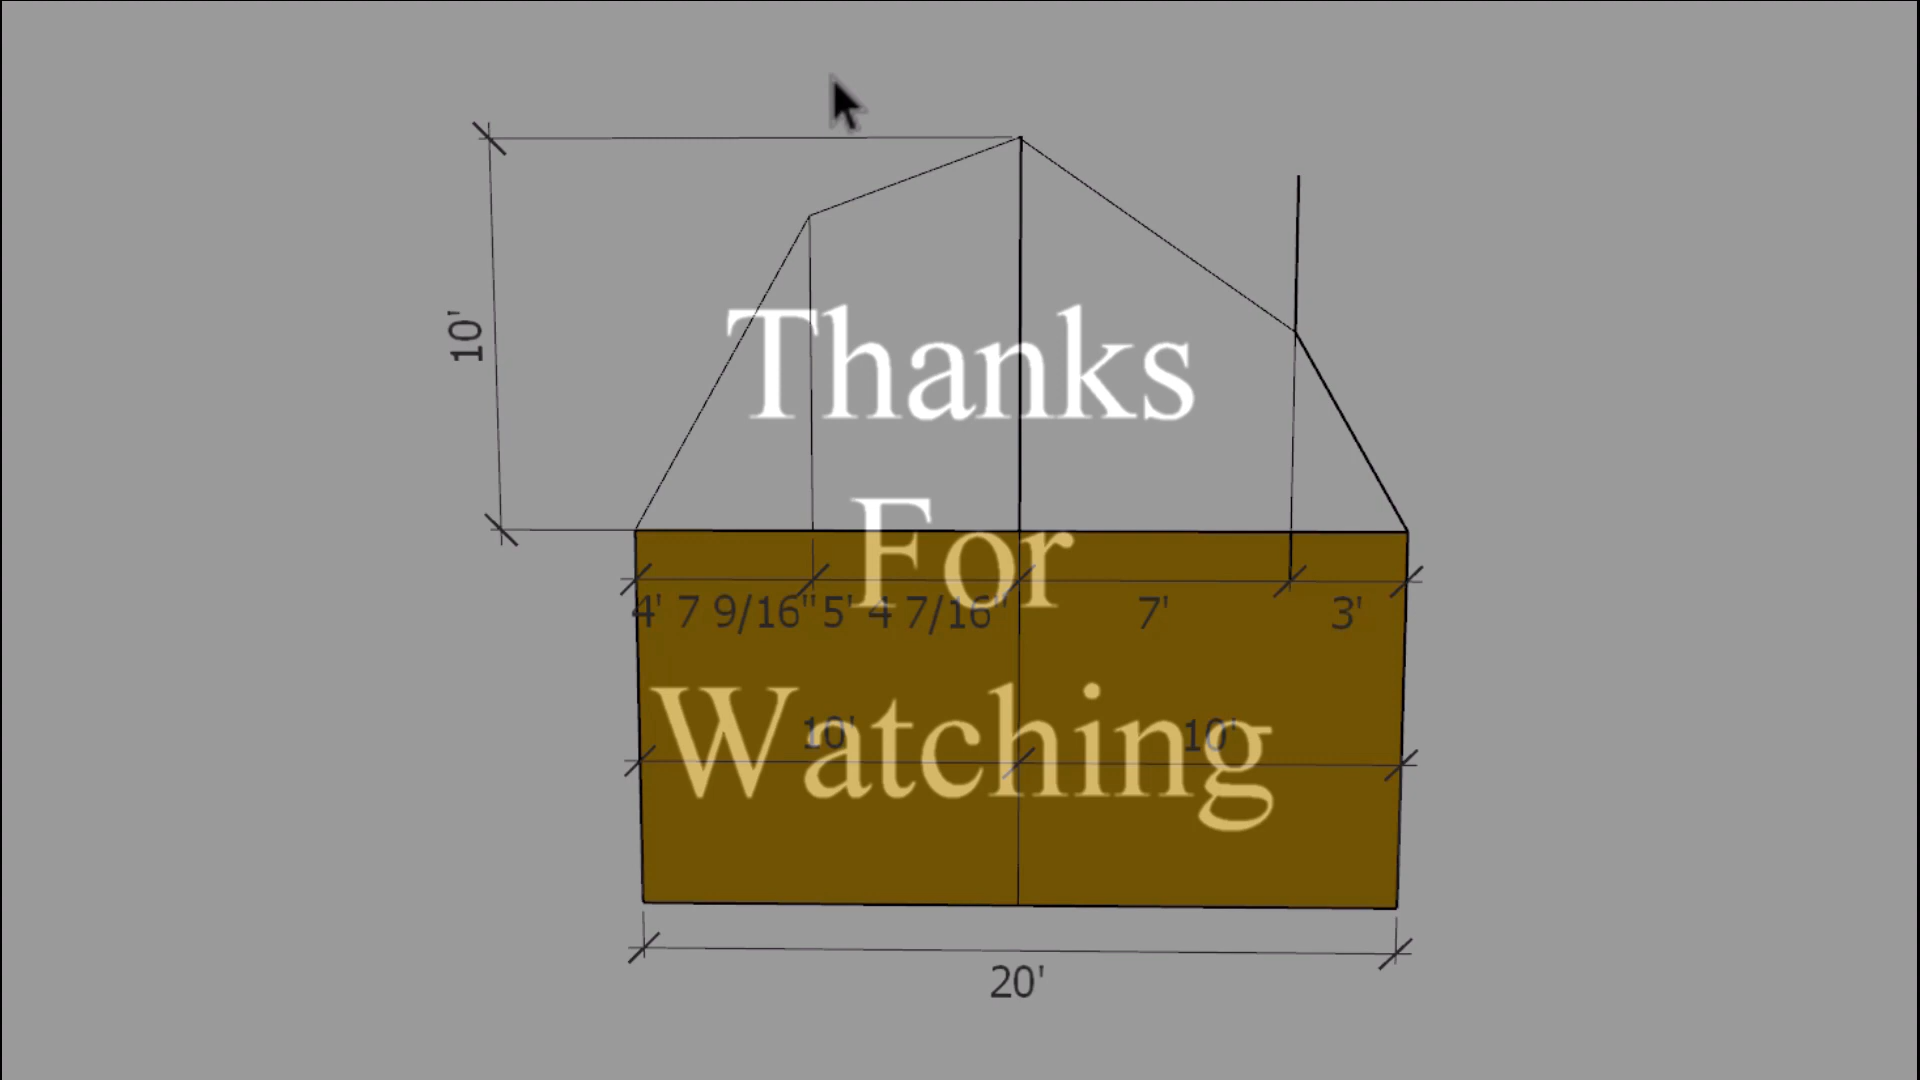 10'
Thanks
For
4' 7 9/16" 5' 4 7/16" 7' 3'
Watching
10' 10'
20'